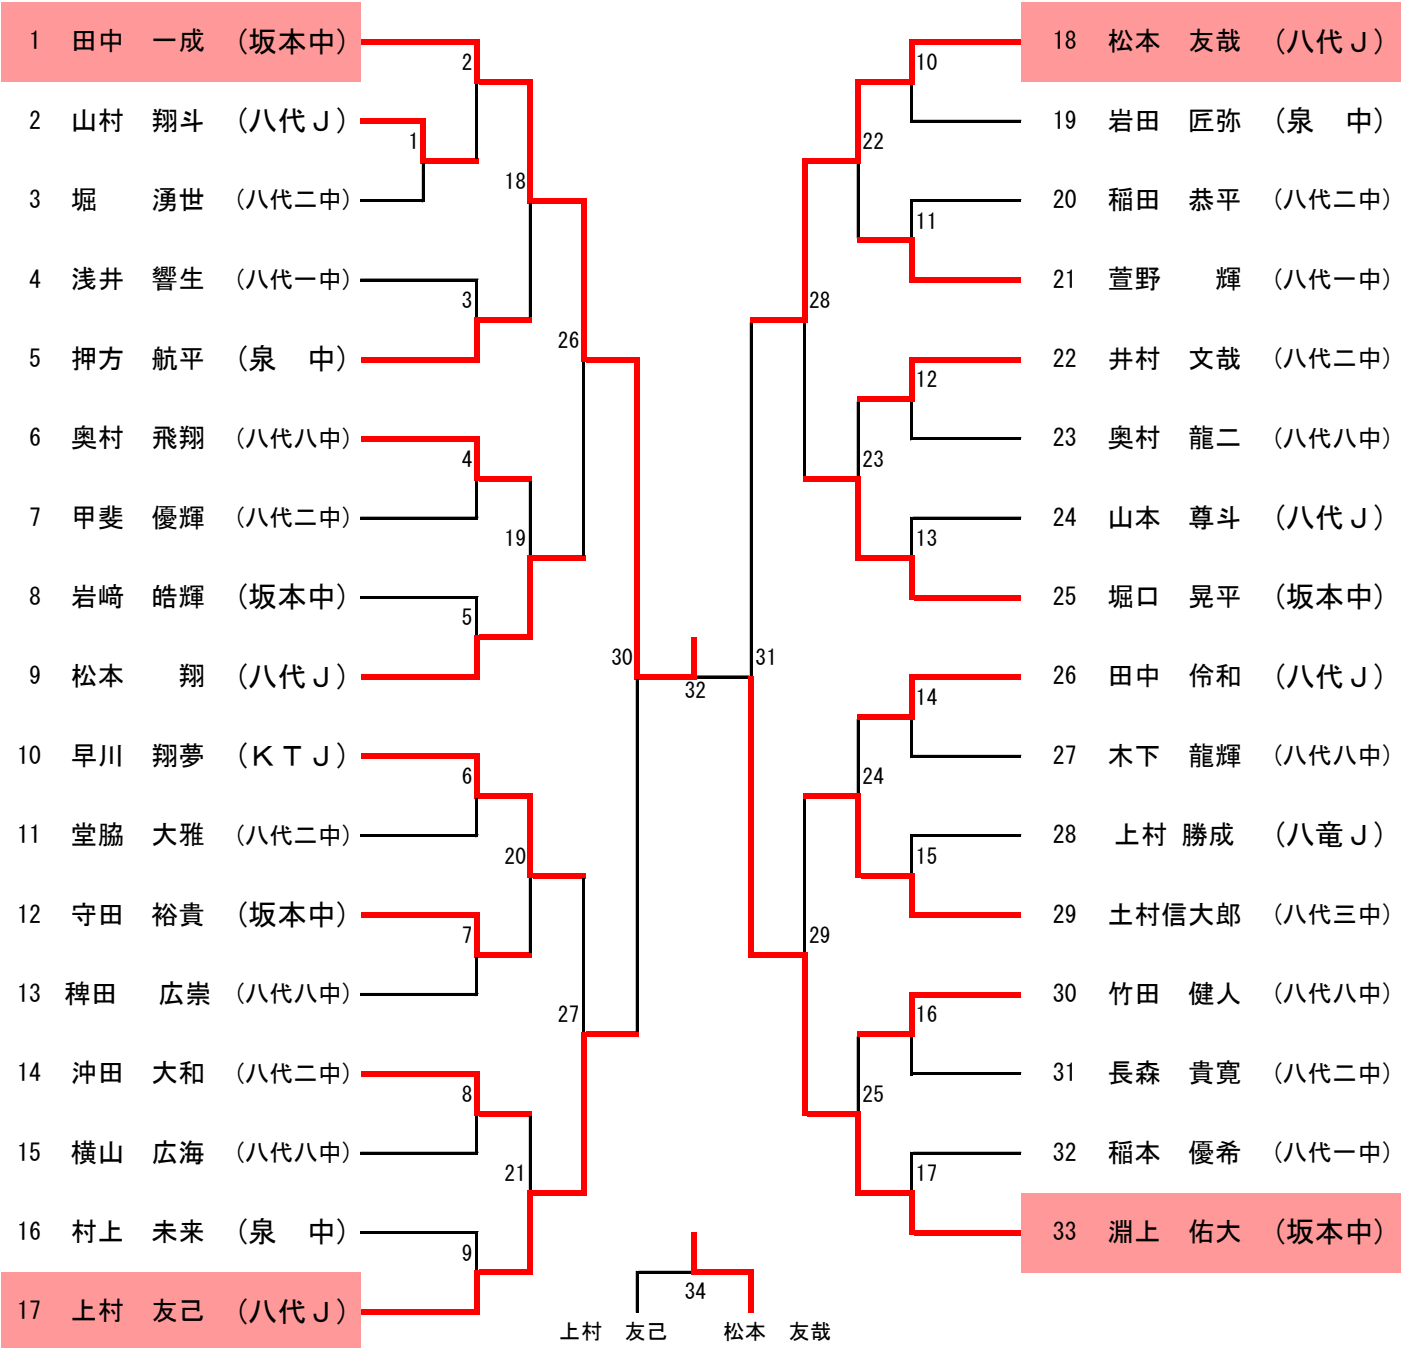 1 田中 一成 （坂本中）
2 山村 翔斗 （八代Ｊ）
3 堀 湧世 （八代二中）
4 浅井 響生 （八代一中）
5 押方 航平 （泉 中）
6 奥村 飛翔 （八代八中）
7 甲斐 優輝 （八代二中）
8 岩﨑 皓輝 （坂本中）
9 松本 翔 （八代Ｊ）
10 早川 翔夢 （ＫＴＪ）
11 堂脇 大雅 （八代二中）
12 守田 裕貴 （坂本中）
13 稗田 広崇 （八代八中）
14 沖田 大和 （八代二中）
15 横山 広海 （八代八中）
16 村上 未来 （泉 中）
17 上村 友己 （八代Ｊ）
1
2
3
4
5
6
7
8
9
18
19
20
21
26
27
30
32
31
28
29
22
23
24
25
10
11
12
13
14
15
16
17
18 松本 友哉 （八代Ｊ）
19 岩田 匠弥 （泉 中）
20 稲田 恭平 （八代二中）
21 萱野 輝 （八代一中）
22 井村 文哉 （八代二中）
23 奥村 龍二 （八代八中）
24 山本 尊斗 （八代Ｊ）
25 堀口 晃平 （坂本中）
26 田中 伶和 （八代Ｊ）
27 木下 龍輝 （八代八中）
28 上村 勝成 （八竜Ｊ）
29 土村信大郎 （八代三中）
30 竹田 健人 （八代八中）
31 長森 貴寛 （八代二中）
32 稲本 優希 （八代一中）
33 淵上 佑大 （坂本中）
34
上村 友己 松本 友哉